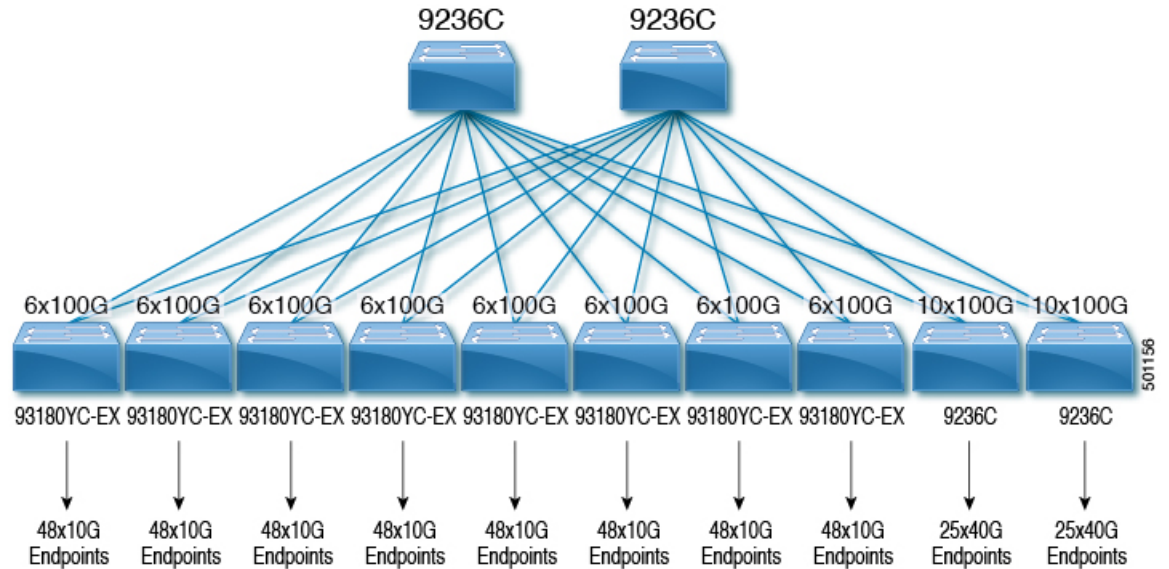 9236C 9236C
6x100G 6x100G 6x100G 6x100G 6x100G 6x100G 6x100G 6x100G 10x100G 10x100G
501156
93180YC-EX 93180YC-EX 93180YC-EX 93180YC-EX 93180YC-EX 93180YC-EX 93180YC-EX 93180YC-EX 9236C 9236C
48x10G 48x10G 48x10G 48x10G 48x10G 48x10G 48x10G 48x10G 25x40G 25x40G
Endpoints Endpoints Endpoints Endpoints Endpoints Endpoints Endpoints Endpoints Endpoints Endpoints